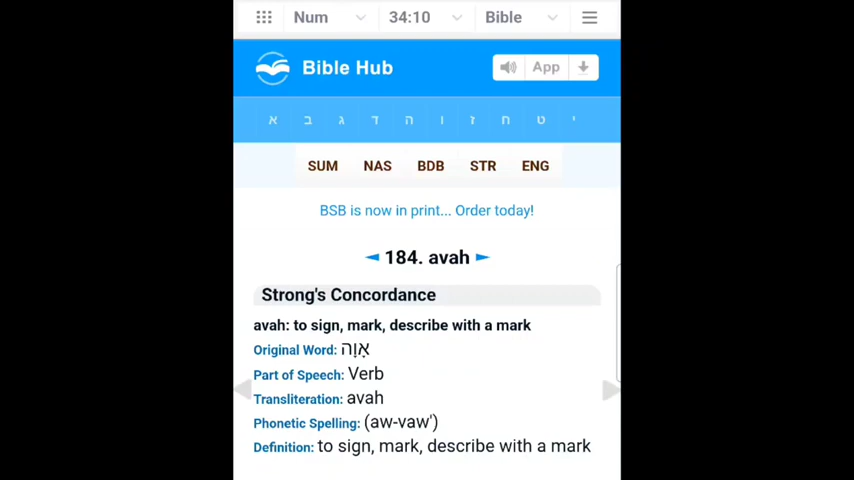 Num 34:10 Bible
Bible Hub App
א ב ג ד ה ו ז ח ט י
SUM NAS BDB STR ENG
BSB is now in print... Order today!
184. avah
Strong's Concordance
avah: to sign, mark, describe with a mark
Original Word: אָוָה
Part of Speech: Verb
Transliteration: avah
Phonetic Spelling: (aw-vaw')
Definition: to sign, mark, describe with a mark